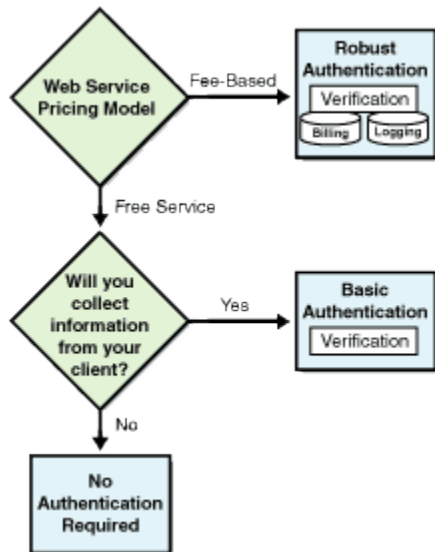 Web Service
Pricing Model
Fee-Based
Robust
Authentication
Verification
Billing
Logging
Free Service
Will you
collect
information
from your
client?
Yes
Basic
Authentication
Verification
No
No
Authentication
Required